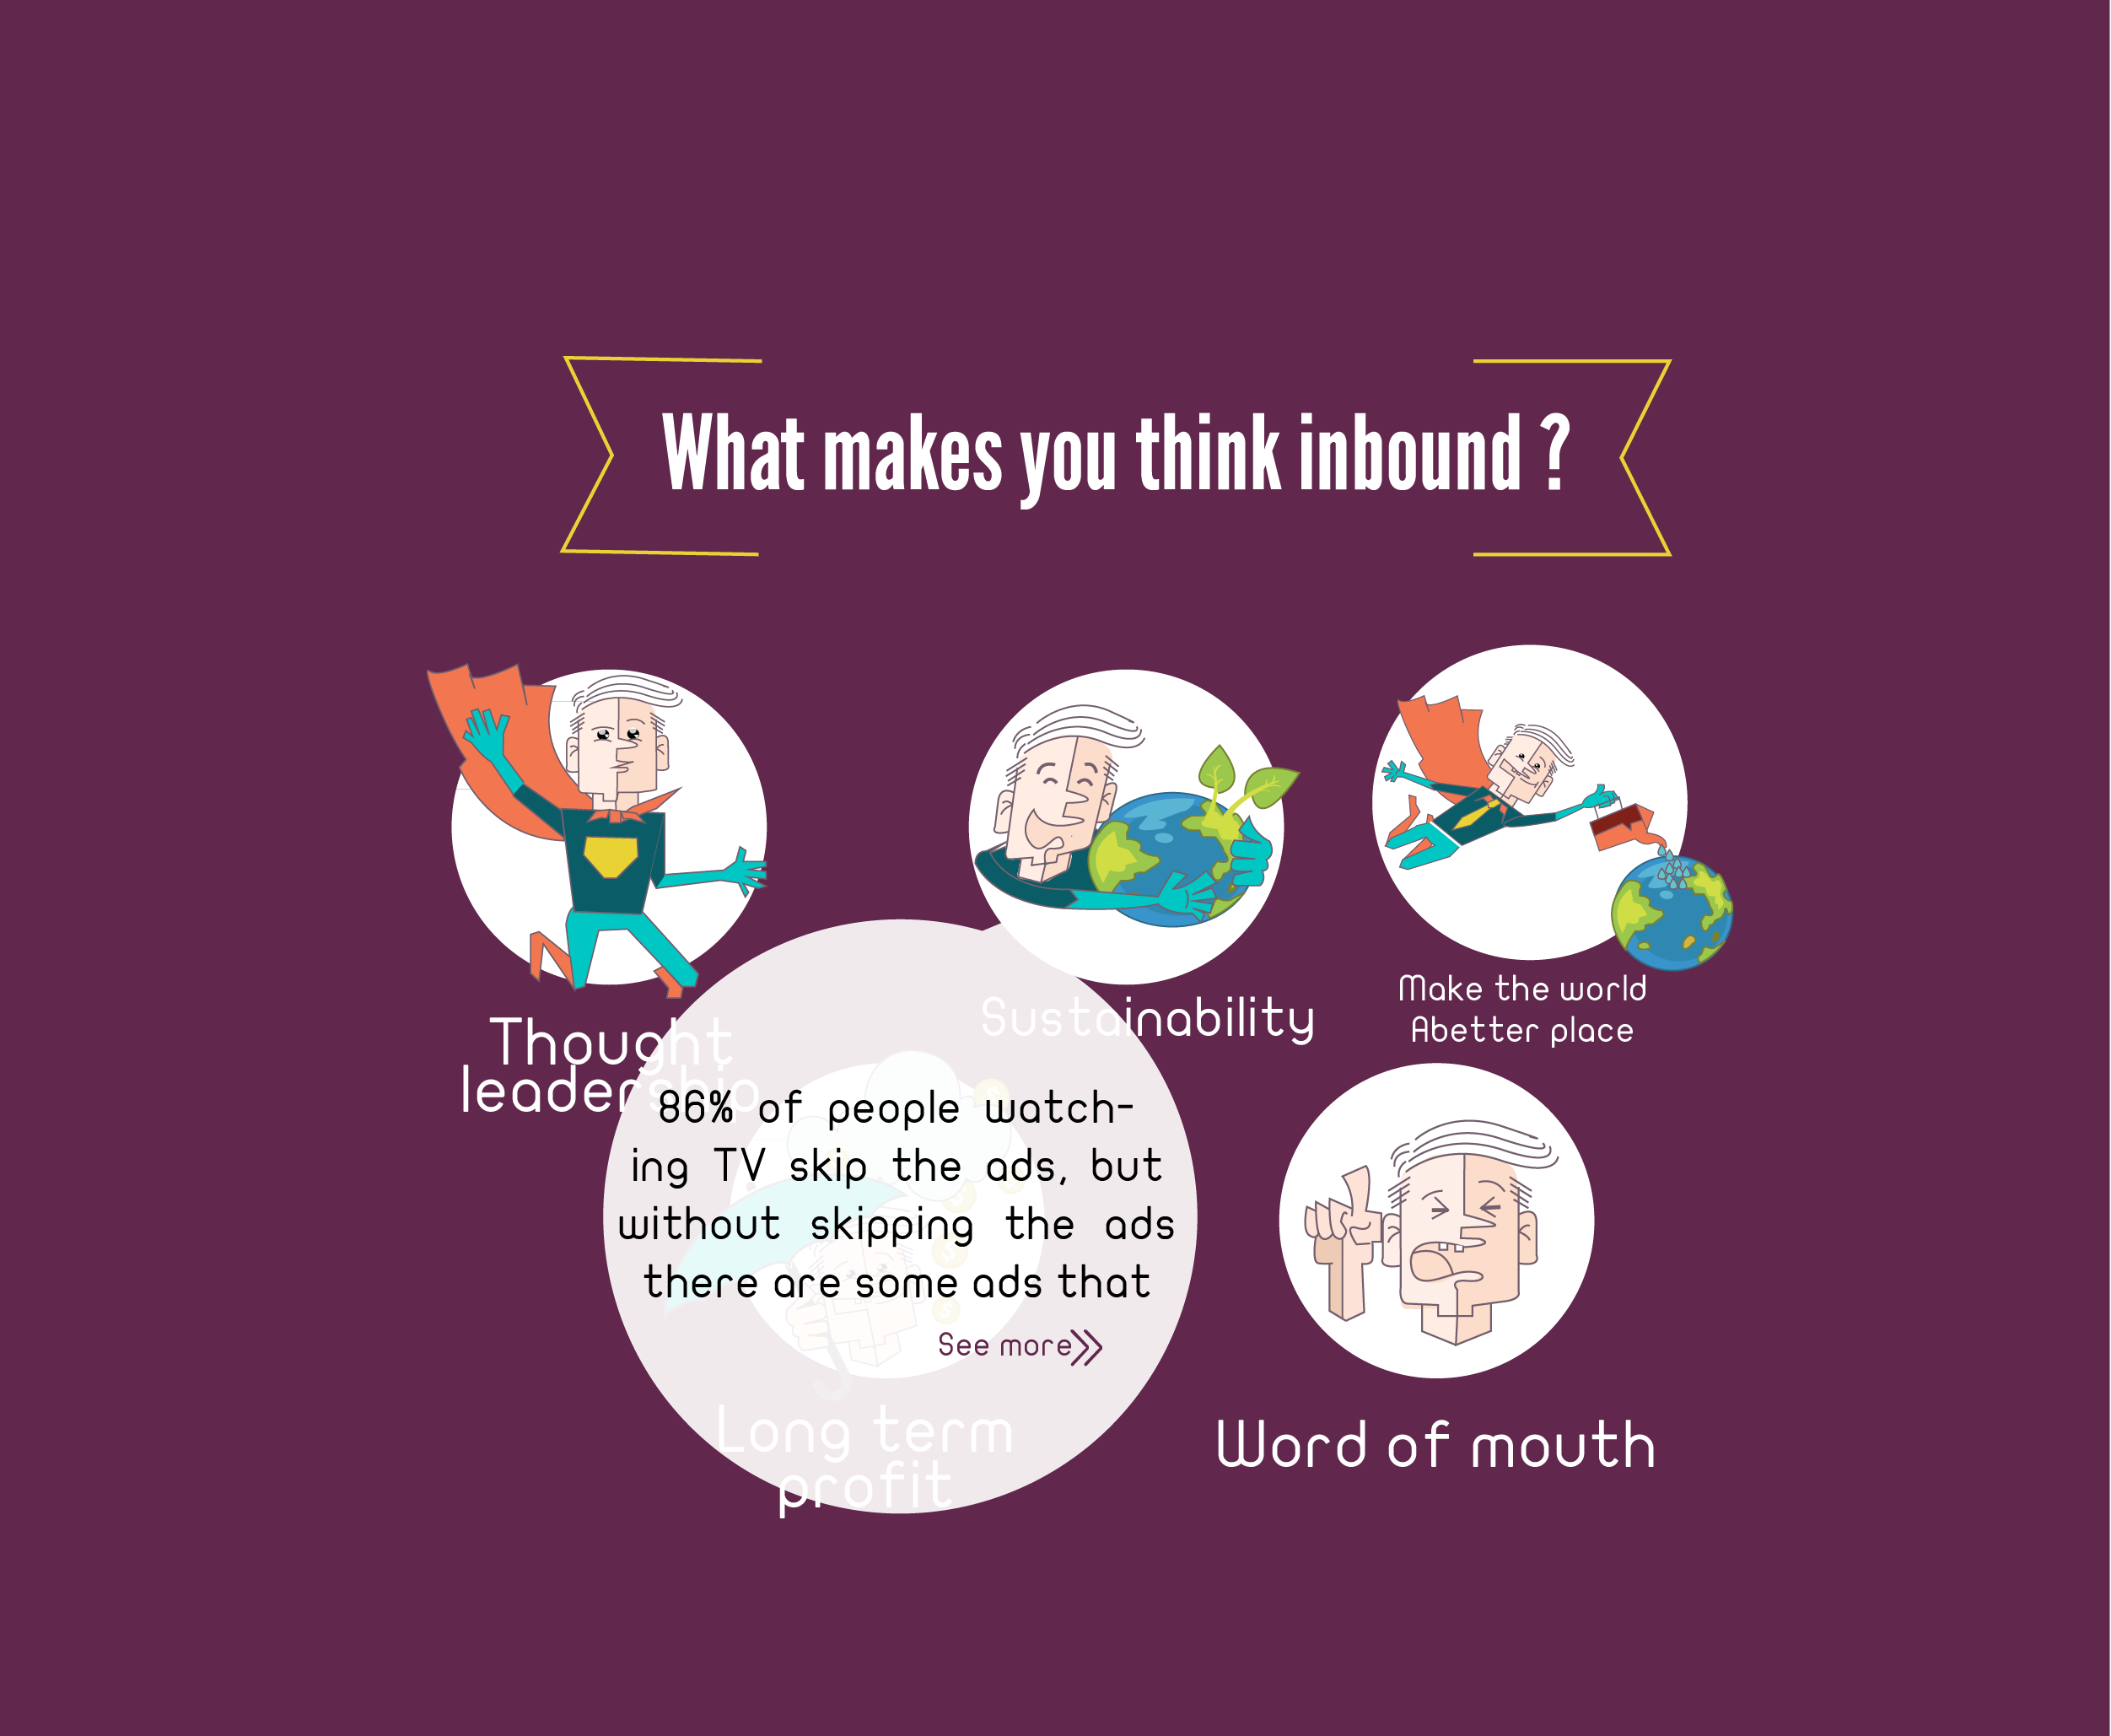 What makes you think inbound ?
Thought
leadership
Sustainability
Make the world
Abetter place
86% of people watch-
ing TV skip the ads, but
without skipping the ads
there are some ads that
See more
Long term
profit
Word of mouth